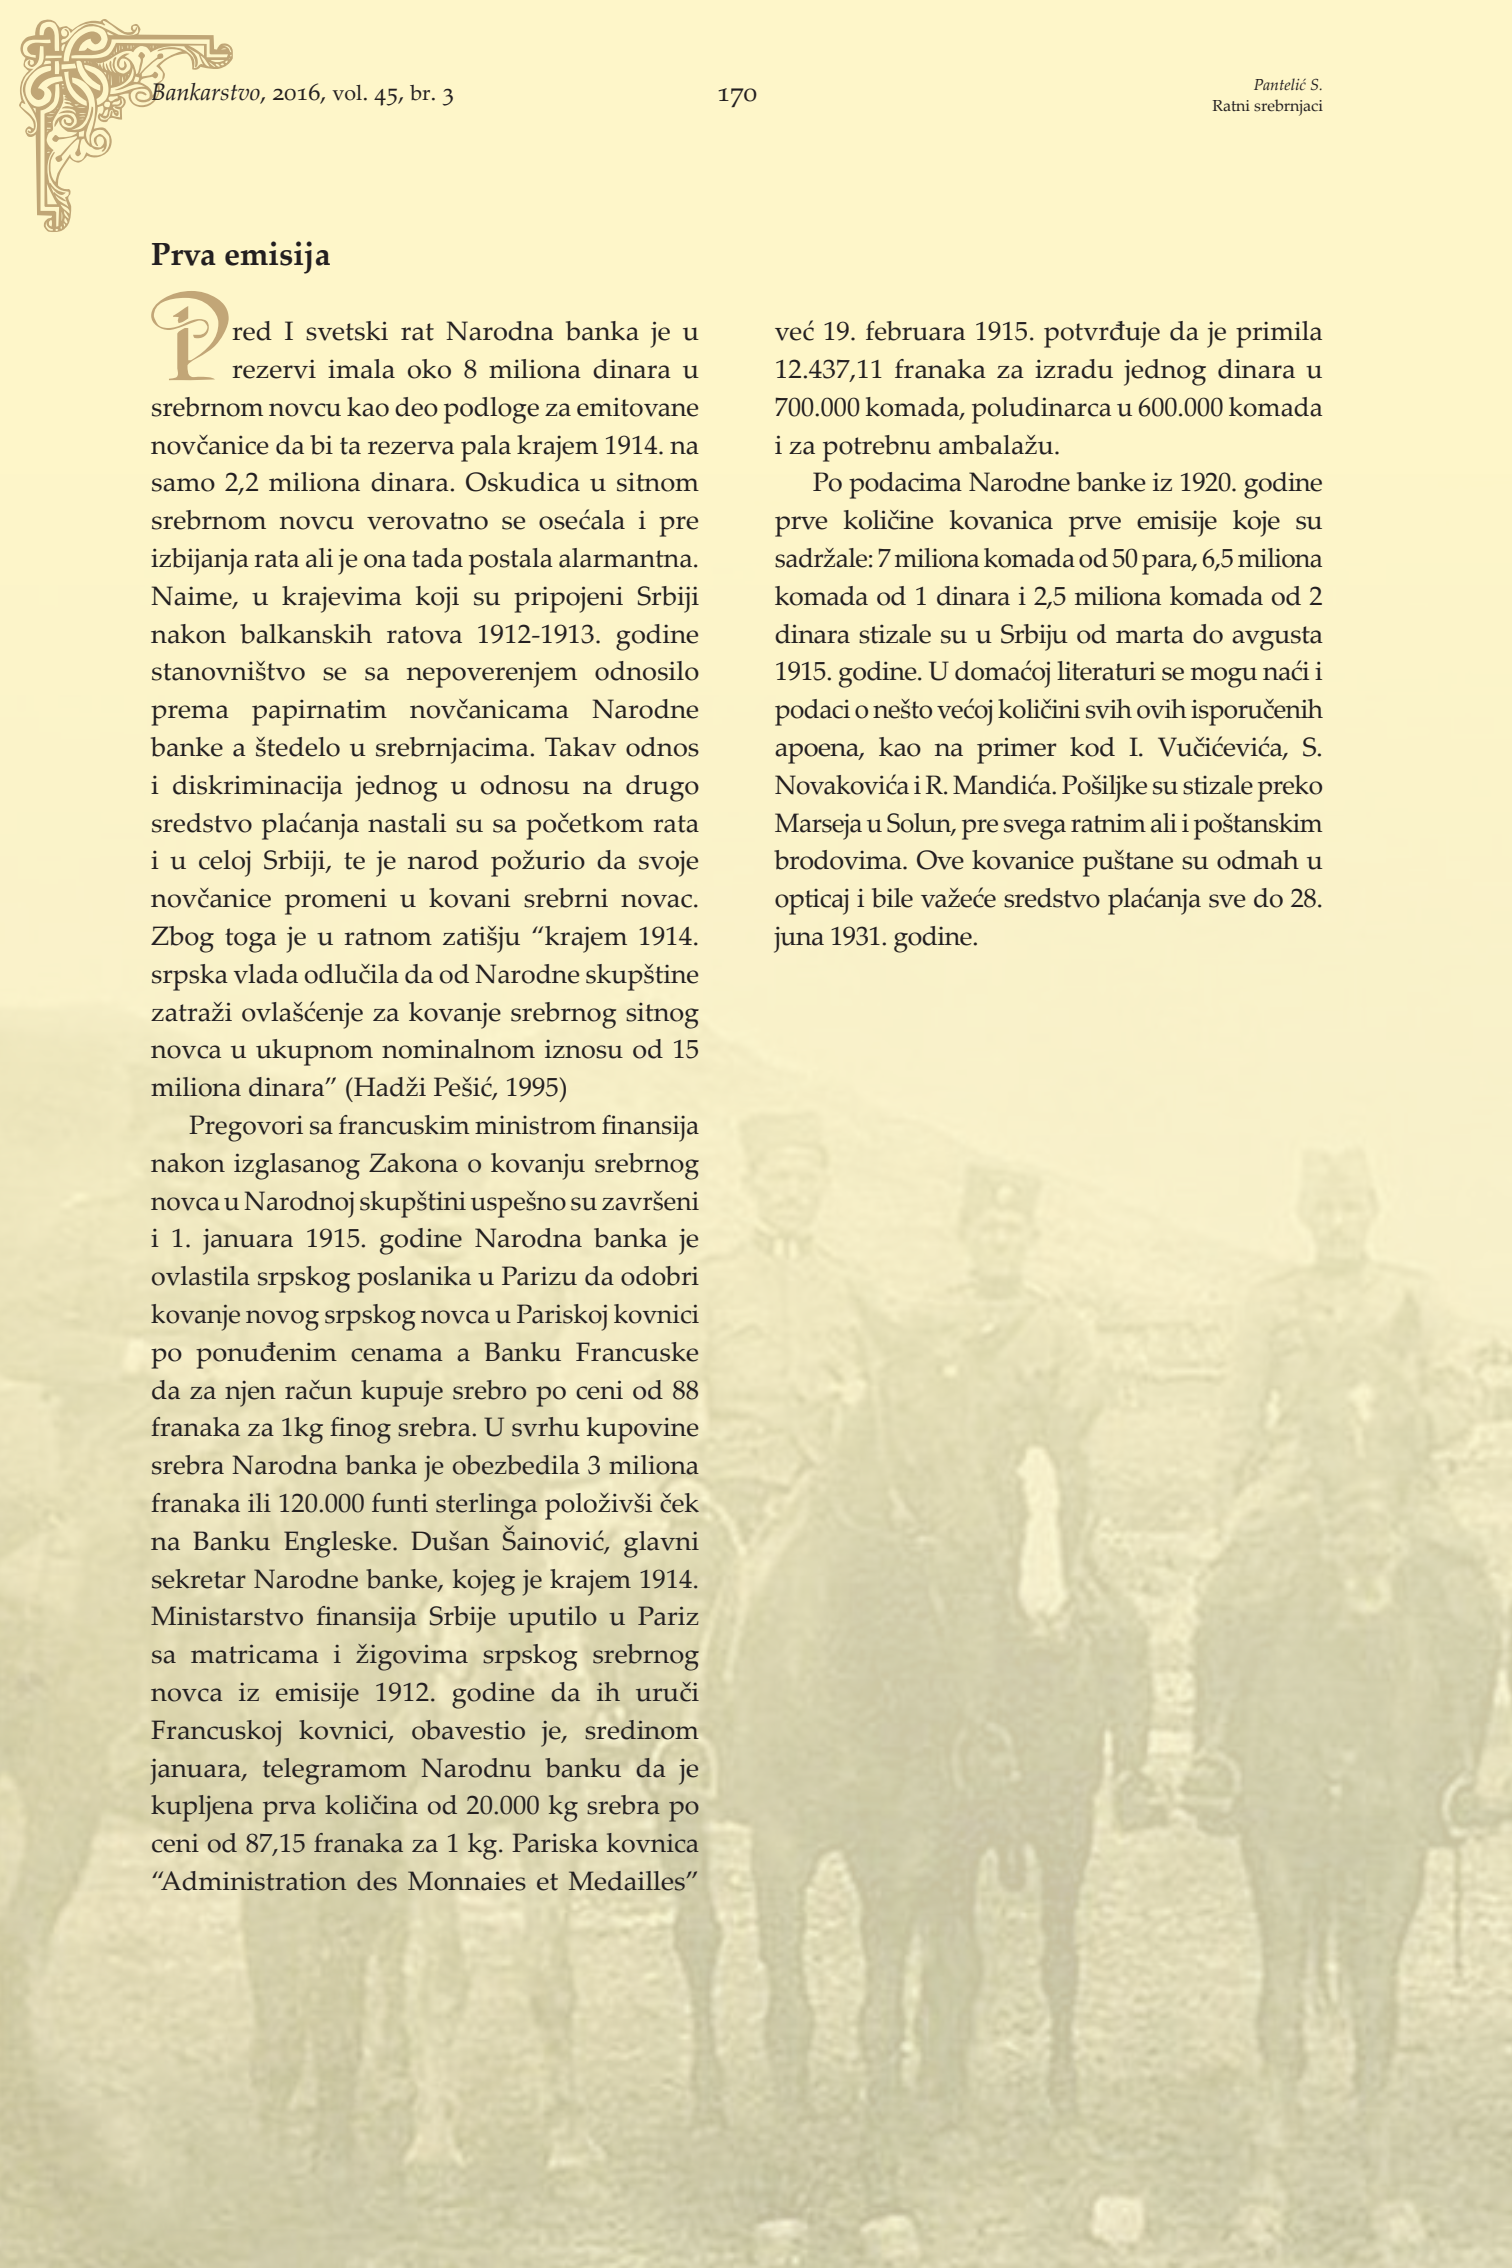 Bankarstvo, 2016, vol. 45, br. 3
170
Pantelić S.
Ratni srebrnjaci
Prva emisija
Pred I svetski rat Narodna banka je u
rezervi imala oko 8 miliona dinara u
srebrnom novcu kao deo podloge za emitovane
novčanice da bi ta rezerva pala krajem 1914. na
samo 2,2 miliona dinara. Oskudica u sitnom
srebrnom novcu verovatno se osećala i pre
izbijanja rata ali je ona tada postala alarmantna.
Naime, u krajevima koji su pripojeni Srbiji
nakon balkanskih ratova 1912-1913. godine
stanovništvo se sa nepoverenjem odnosilo
prema papirnatim novčanicama Narodne
banke a štedelo u srebrnjacima. Takav odnos
i diskriminacija jednog u odnosu na drugo
sredstvo plaćanja nastali su sa početkom rata
i u celoj Srbiji, te je narod požurio da svoje
novčanice promeni u kovani srebrni novac.
Zbog toga je u ratnom zatišju “krajem 1914.
srpska vlada odlučila da od Narodne skupštine
zatraži ovlašćenje za kovanje srebrnog sitnog
novca u ukupnom nominalnom iznosu od 15
miliona dinara” (Hadži Pešić, 1995)
Pregovori sa francuskim ministrom finansija
nakon izglasanog Zakona o kovanju srebrnog
novca u Narodnoj skupštini uspešno su završeni
i 1. januara 1915. godine Narodna banka je
ovlastila srpskog poslanika u Parizu da odobri
kovanje novog srpskog novca u Pariskoj kovnici
po ponuđenim cenama a Banku Francuske
da za njen račun kupuje srebro po ceni od 88
franaka za 1kg finog srebra. U svrhu kupovine
srebra Narodna banka je obezbedila 3 miliona
franaka ili 120.000 funti sterlinga položivši ček
na Banku Engleske. Dušan Šainović, glavni
sekretar Narodne banke, kojeg je krajem 1914.
Ministarstvo finansija Srbije uputilo u Pariz
sa matricama i žigovima srpskog srebrnog
novca iz emisije 1912. godine da ih uruči
Francuskoj kovnici, obavestio je, sredinom
januara, telegramom Narodnu banku da je
kupljena prva količina od 20.000 kg srebra po
ceni od 87,15 franaka za 1 kg. Pariska kovnica
“Administration des Monnaies et Medailles”
već 19. februara 1915. potvrđuje da je primila
12.437,11 franaka za izradu jednog dinara u
700.000 komada, poludinarca u 600.000 komada
i za potrebnu ambalažu.
Po podacima Narodne banke iz 1920. godine
prve količine kovanica prve emisije koje su
sadržale: 7 miliona komada od 50 para, 6,5 miliona
komada od 1 dinara i 2,5 miliona komada od 2
dinara stizale su u Srbiju od marta do avgusta
1915. godine. U domaćoj literaturi se mogu naći i
podaci o nešto većoj količini svih ovih isporučenih
apoena, kao na primer kod I. Vučićevića, S.
Novakovića i R. Mandića. Pošiljke su stizale preko
Marseja u Solun, pre svega ratnim ali i poštanskim
brodovima. Ove kovanice puštane su odmah u
opticaj i bile važeće sredstvo plaćanja sve do 28.
juna 1931. godine.